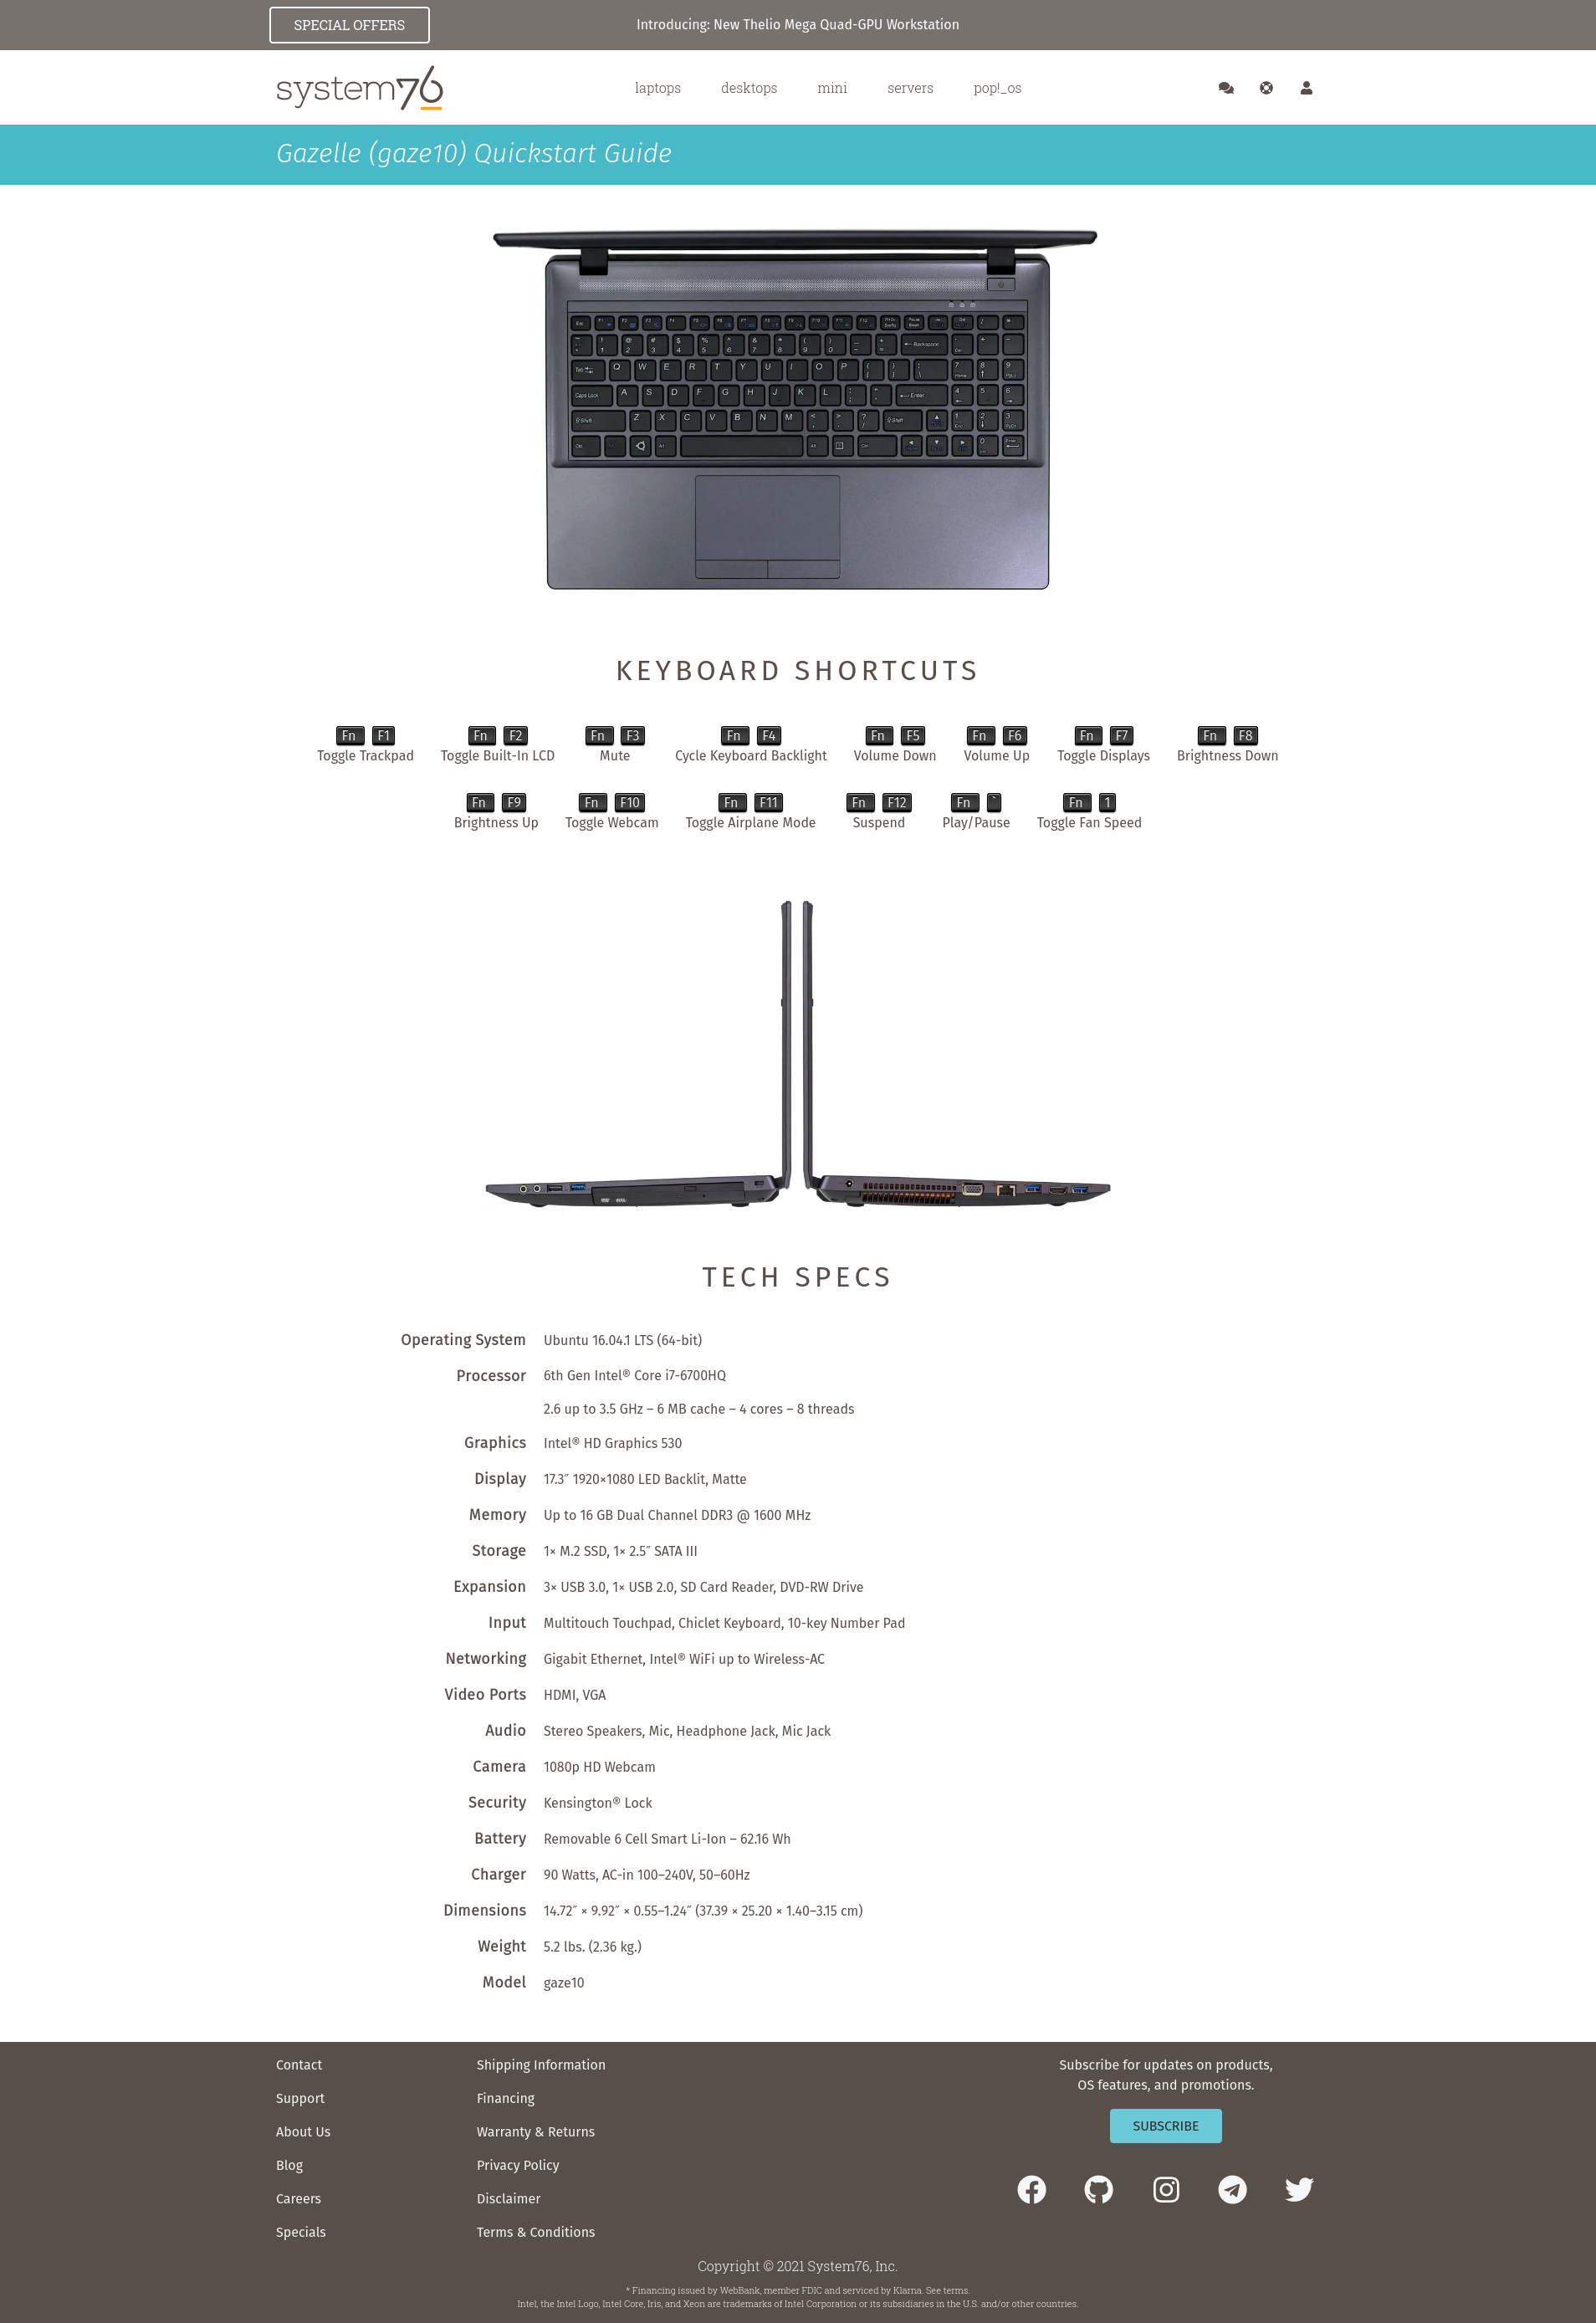 SPECIAL OFFERS
Introducing: New Thelio Mega Quad-GPU Workstation
system76
laptops desktops mini servers pop!_os
Gazelle (gaze10) Quickstart Guide
KEYBOARD SHORTCUTS
Fn F1 Fn F2 Fn F3 Fn F4 Fn F5 Fn F6 Fn F7 Fn F8
Toggle Trackpad Toggle Built-In LCD Mute Cycle Keyboard Backlight Volume Down Volume Up Toggle Displays Brightness Down
Fn F9 Fn F10 Fn F11 Fn F12 Fn ` Fn 1
Brightness Up Toggle Webcam Toggle Airplane Mode Suspend Play/Pause Toggle Fan Speed
TECH SPECS
Operating System Ubuntu 16.04.1 LTS (64-bit)
Processor 6th Gen Intel® Core i7-6700HQ
2.6 up to 3.5 GHz – 6 MB cache – 4 cores – 8 threads
Graphics Intel® HD Graphics 530
Display 17.3˝ 1920×1080 LED Backlit, Matte
Memory Up to 16 GB Dual Channel DDR3 @ 1600 MHz
Storage 1× M.2 SSD, 1× 2.5˝ SATA III
Expansion 3× USB 3.0, 1× USB 2.0, SD Card Reader, DVD-RW Drive
Input Multitouch Touchpad, Chiclet Keyboard, 10-key Number Pad
Networking Gigabit Ethernet, Intel® WiFi up to Wireless-AC
Video Ports HDMI, VGA
Audio Stereo Speakers, Mic, Headphone Jack, Mic Jack
Camera 1080p HD Webcam
Security Kensington® Lock
Battery Removable 6 Cell Smart Li-Ion – 62.16 Wh
Charger 90 Watts, AC-in 100–240V, 50–60Hz
Dimensions 14.72˝ × 9.92˝ × 0.55–1.24˝ (37.39 × 25.20 × 1.40–3.15 cm)
Weight 5.2 lbs. (2.36 kg.)
Model gaze10
Contact
Support
About Us
Blog
Careers
Specials
Shipping Information
Financing
Warranty & Returns
Privacy Policy
Disclaimer
Terms & Conditions
Subscribe for updates on products,
OS features, and promotions.
SUBSCRIBE
Copyright © 2021 System76, Inc.
* Financing issued by WebBank, member FDIC and serviced by Klarna. See terms.
Intel, the Intel Logo, Intel Core, Iris, and Xeon are trademarks of Intel Corporation or its subsidiaries in the U.S. and/or other countries.